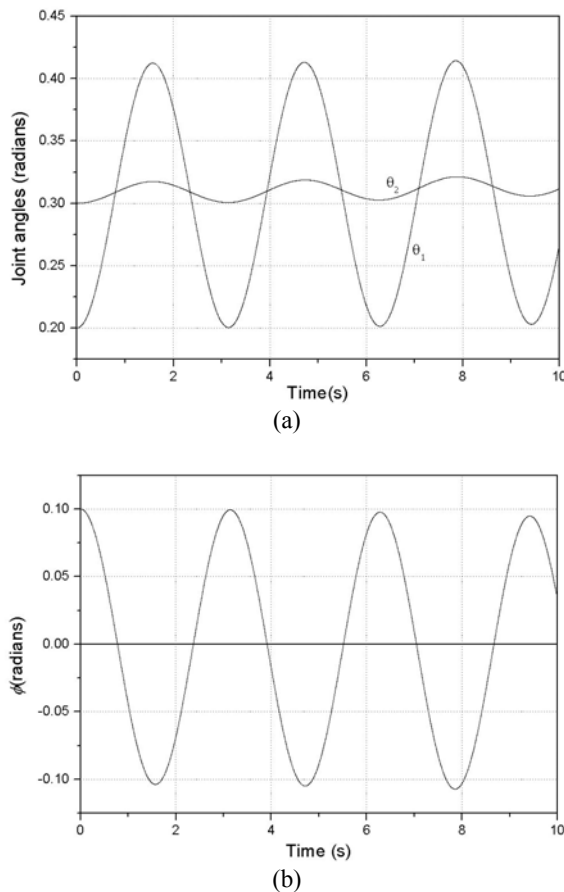 0.45
0.40
0.35
0.30
0.25
0.20
Joint angles (radians)
θ2
θ1
0 2 4 6 8 10
Time(s)
(a)
0.10
0.05
0.00
-0.05
-0.10
ϕ(radians)
0 2 4 6 8 10
Time (s)
(b)